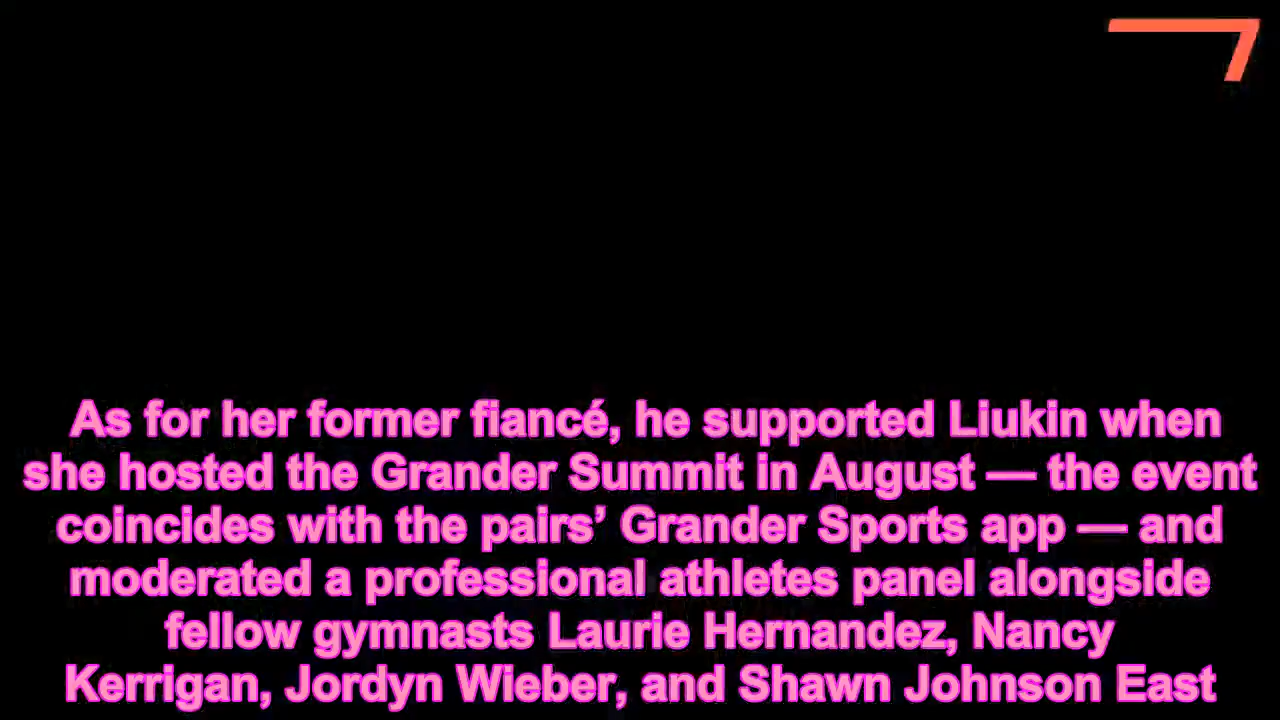 As for her former fiancé, he supported Liukin when
she hosted the Grander Summit in August — the event
coincides with the pairs’ Grander Sports app — and
moderated a professional athletes panel alongside
fellow gymnasts Laurie Hernandez, Nancy
Kerrigan, Jordyn Wieber, and Shawn Johnson East